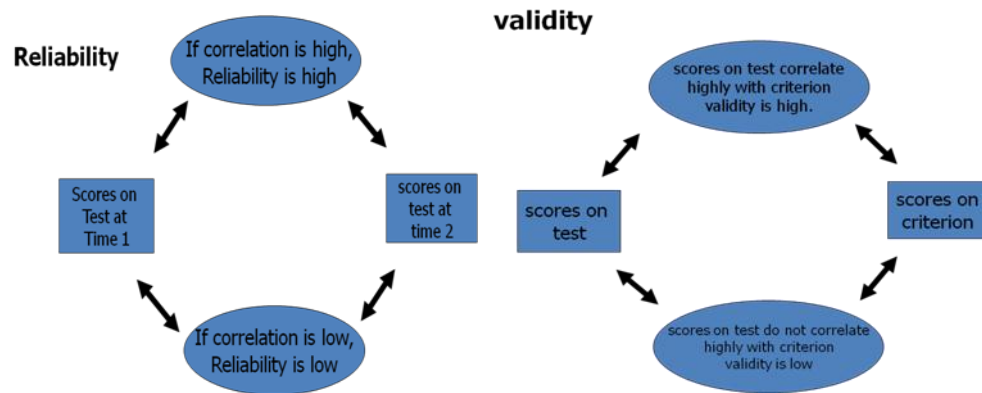 Reliability
If correlation is high,
Reliability is high
Scores on
Test at
Time 1
scores on
test at
time 2
If correlation is low,
Reliability is low
validity
scores on test correlate
highly with criterion
validity is high.
scores on
test
scores on
criterion
scores on test do not correlate
highly with criterion
validity is low